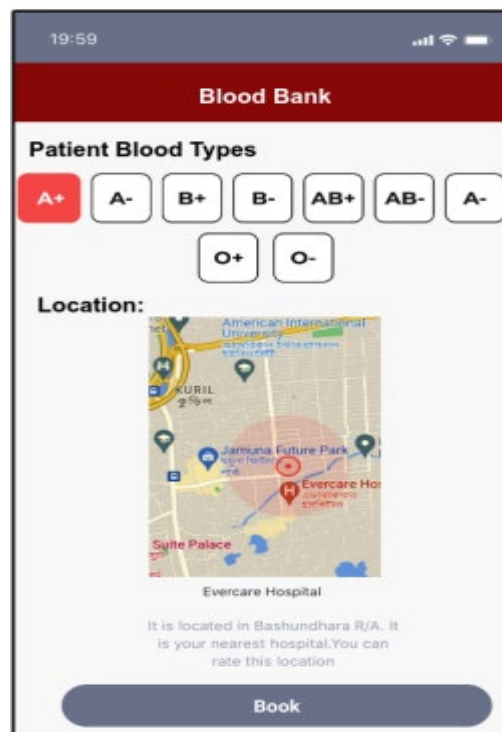 19:59
Blood Bank
Patient Blood Types
A+ A- B+ B- AB+ AB- A-
O+ O-
Location:
American International
University
KURIL
কুড়িল
Jamuna Future Park
Evercare Hos
Suite Palace
Evercare Hospital
It is located in Bashundhara R/A. It
is your nearest hospital.You can
rate this location
Book